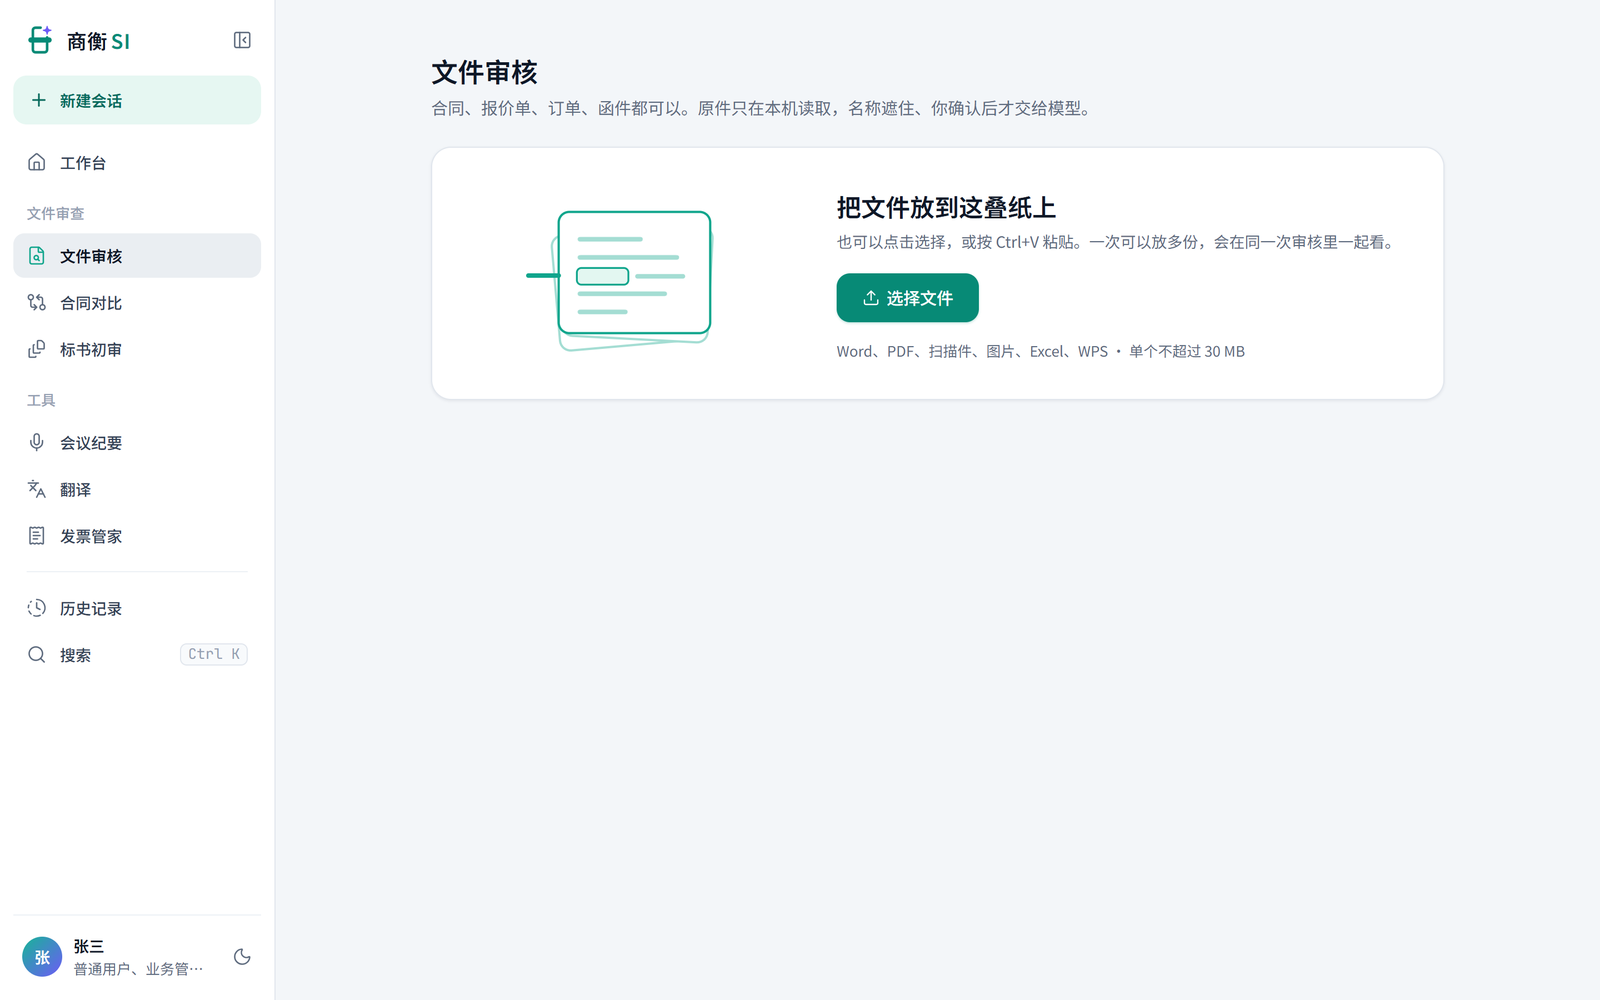 商衡 SI
新建会话
工作台
文件审查
文件审核
合同对比
标书初审
工具
会议纪要
翻译
发票管家
历史记录
搜索 Ctrl K
张
张三
普通用户、业务管…
文件审核
合同、报价单、订单、函件都可以。原件只在本机读取，名称遮住、你确认后才交给模型。
把文件放到这叠纸上
也可以点击选择，或按 Ctrl+V 粘贴。一次可以放多份，会在同一次审核里一起看。
选择文件
Word、PDF、扫描件、图片、Excel、WPS · 单个不超过 30 MB